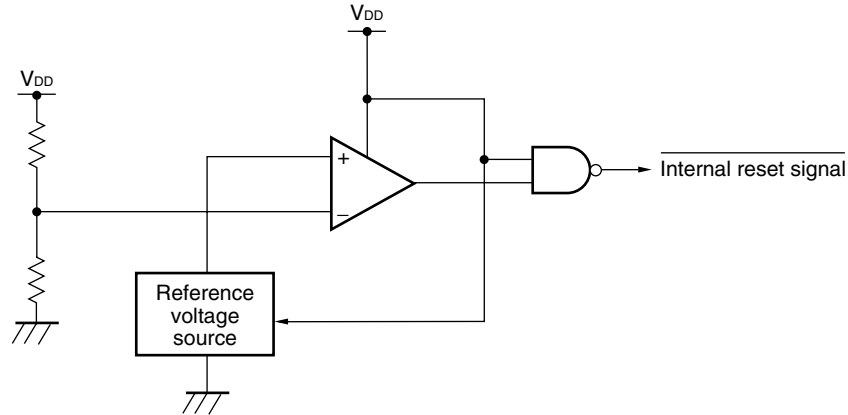 VDD
VDD
+
−
Internal reset signal
Reference
voltage
source